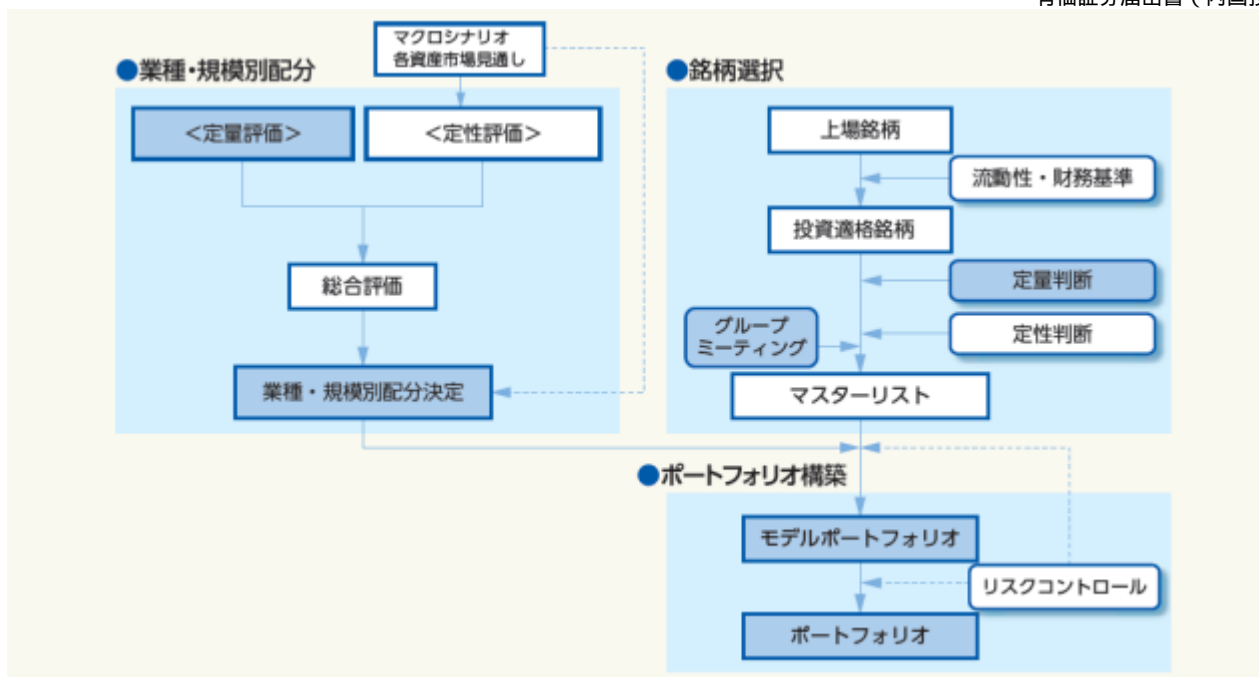 マクロシナリオ
各資産市場見通し
●業種・規模別配分
<定量評価>
<定性評価>
総合評価
業種・規模別配分決定
●銘柄選択
上場銘柄
流動性・財務基準
投資適格銘柄
定量判断
グループ
ミーティング
定性判断
マスターリスト
●ポートフォリオ構築
モデルポートフォリオ
リスクコントロール
ポートフォリオ